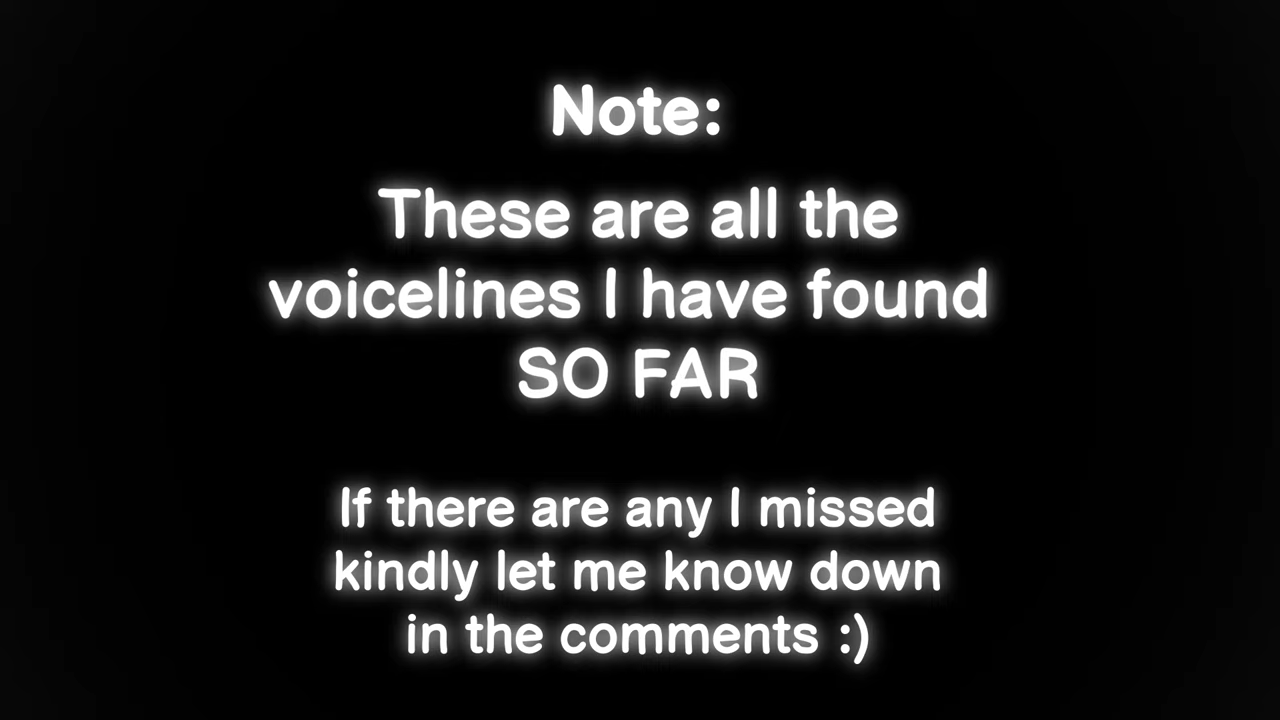 Note:
These are all the
voicelines I have found
SO FAR
If there are any I missed
kindly let me know down
in the comments :)